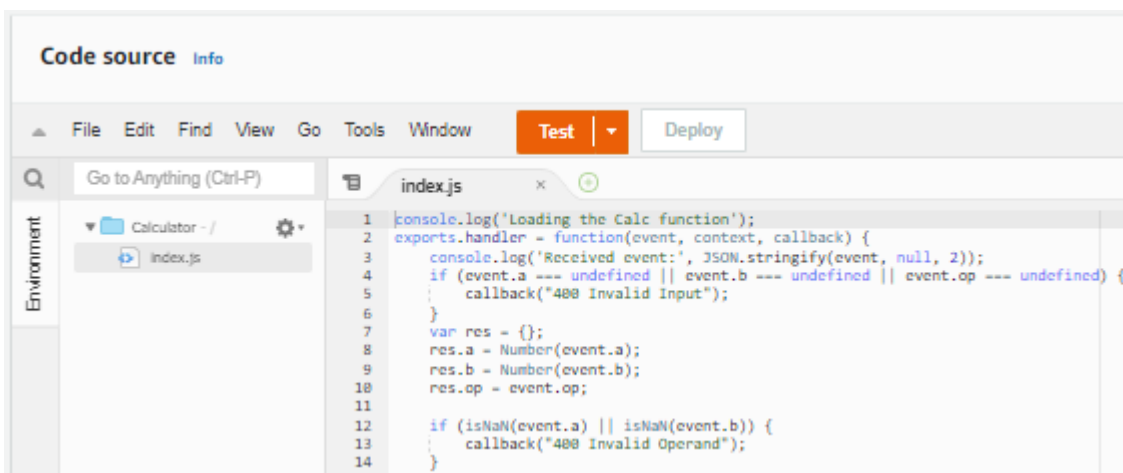 Code source Info
File Edit Find View Go Tools Window Test Deploy
Go to Anything (Ctrl-P)
index.js
Environment
Calculator - /
index.js
1 console.log('Loading the Calc function');
2 exports.handler = function(event, context, callback) {
3 console.log('Received event:', JSON.stringify(event, null, 2));
4 if (event.a === undefined || event.b === undefined || event.op === undefined) {
5 callback("400 Invalid Input");
6 }
7 var res = {};
8 res.a = Number(event.a);
9 res.b = Number(event.b);
10 res.op = event.op;
11
12 if (isNaN(event.a) || isNaN(event.b)) {
13 callback("400 Invalid Operand");
14 }